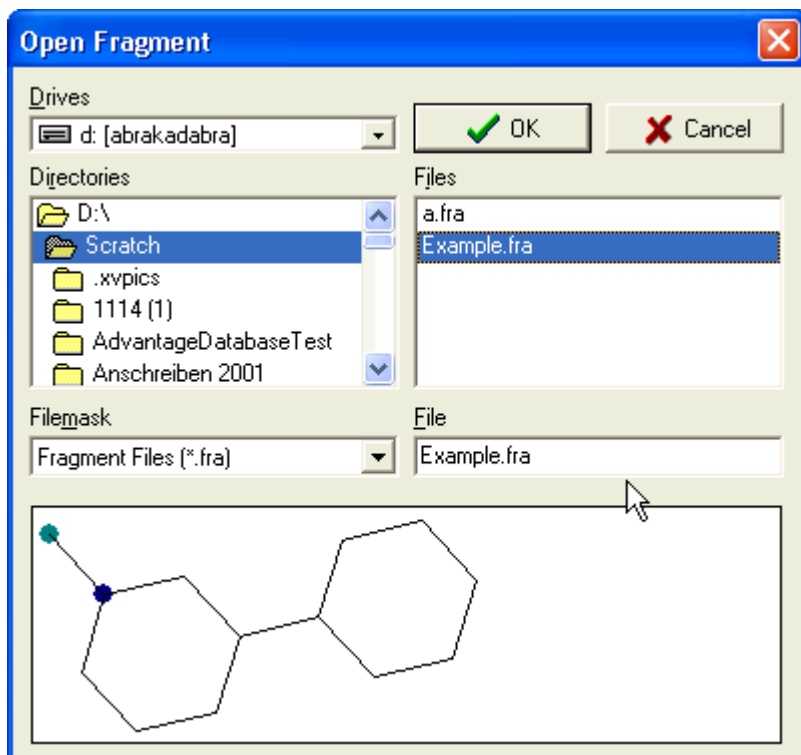 Open Fragment
Drives
d: [abrakadabra]
OK
Cancel
Directories
Files
D:\
Scratch
.xvpics
1114 (1)
AdvantageDatabaseTest
Anschreiben 2001
a.fra
Example.fra
Filemask
File
Fragment Files (*.fra)
Example.fra